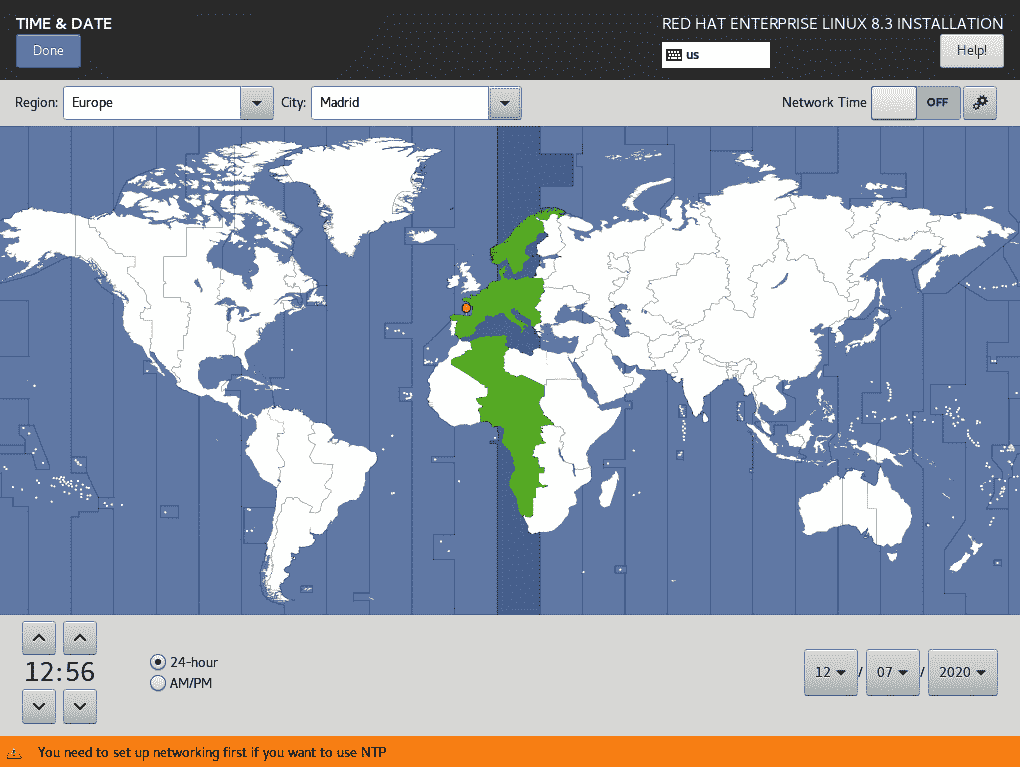 TIME & DATE
RED HAT ENTERPRISE LINUX 8.3 INSTALLATION
Done
us
Help!
Region: Europe City: Madrid Network Time OFF
12:56
24-hour
AM/PM
12 / 07 / 2020
You need to set up networking first if you want to use NTP